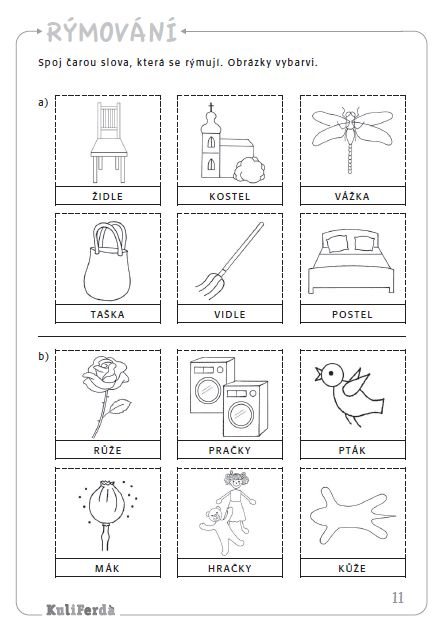 RÝMOVÁNÍ
Spoj čarou slova, která se rýmují. Obrázky vybarvi.
a)
ŽIDLE KOSTEL VÁŽKA
TAŠKA VIDLE POSTEL
b)
RŮŽE PRAČKY PTÁK
MÁK HRAČKY KŮŽE
11
KuliFerda